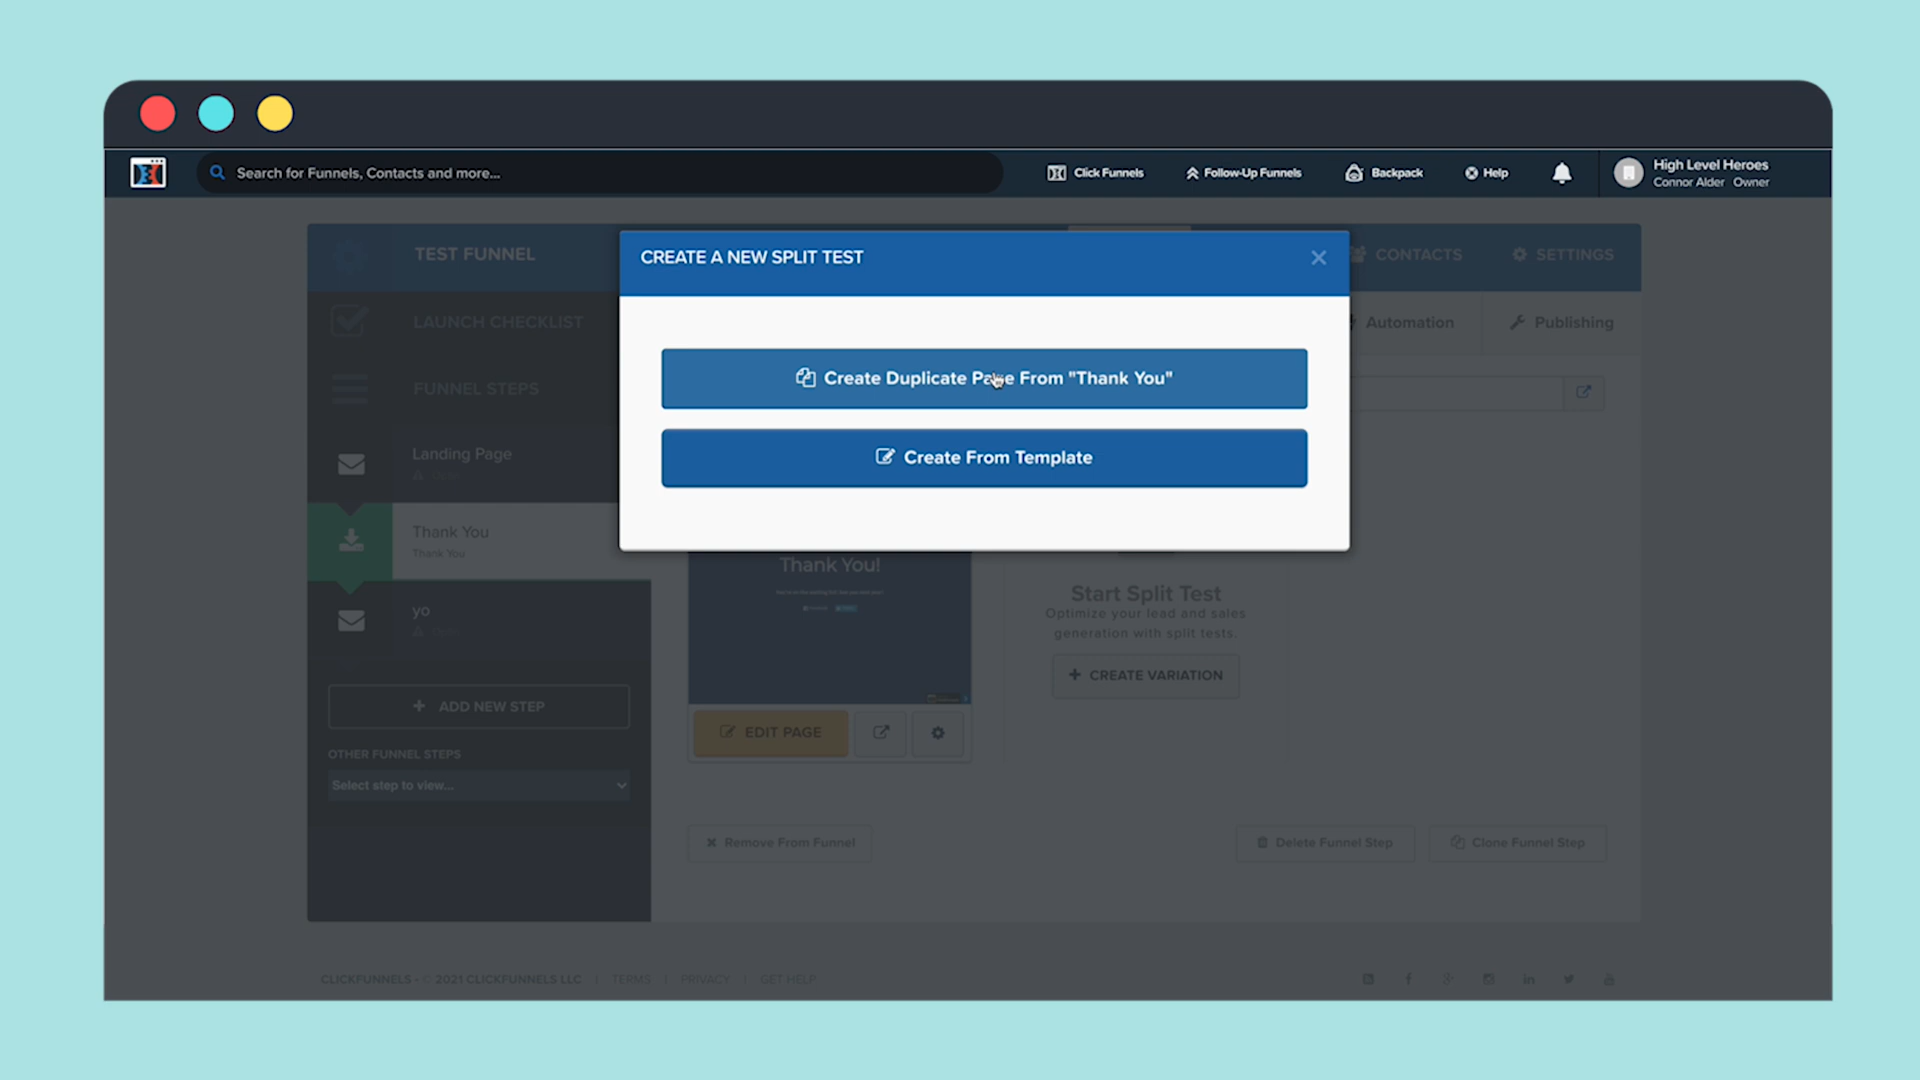 Search for Funnels, Contacts and more...
Click Funnels
Follow-Up Funnels
Backpack
Help
High Level Heroes
Connor Alder Owner
TEST FUNNEL
CONTACTS
SETTINGS
CREATE A NEW SPLIT TEST
LAUNCH CHECKLIST
Automation
Publishing
Create Duplicate Page From "Thank You"
FUNNEL STEPS
Create From Template
Landing Page
Thank You
Thank You
yo
ADD NEW STEP
OTHER FUNNEL STEPS
Select step to view...
Thank You!
EDIT PAGE
Start Split Test
Optimize your lead and sales
generation with split tests.
CREATE VARIATION
Remove From Funnel
Delete Funnel Step
Clone Funnel Step
CLICKFUNNELS - © 2021 CLICKFUNNELS LLC | TERMS | PRIVACY | GET HELP